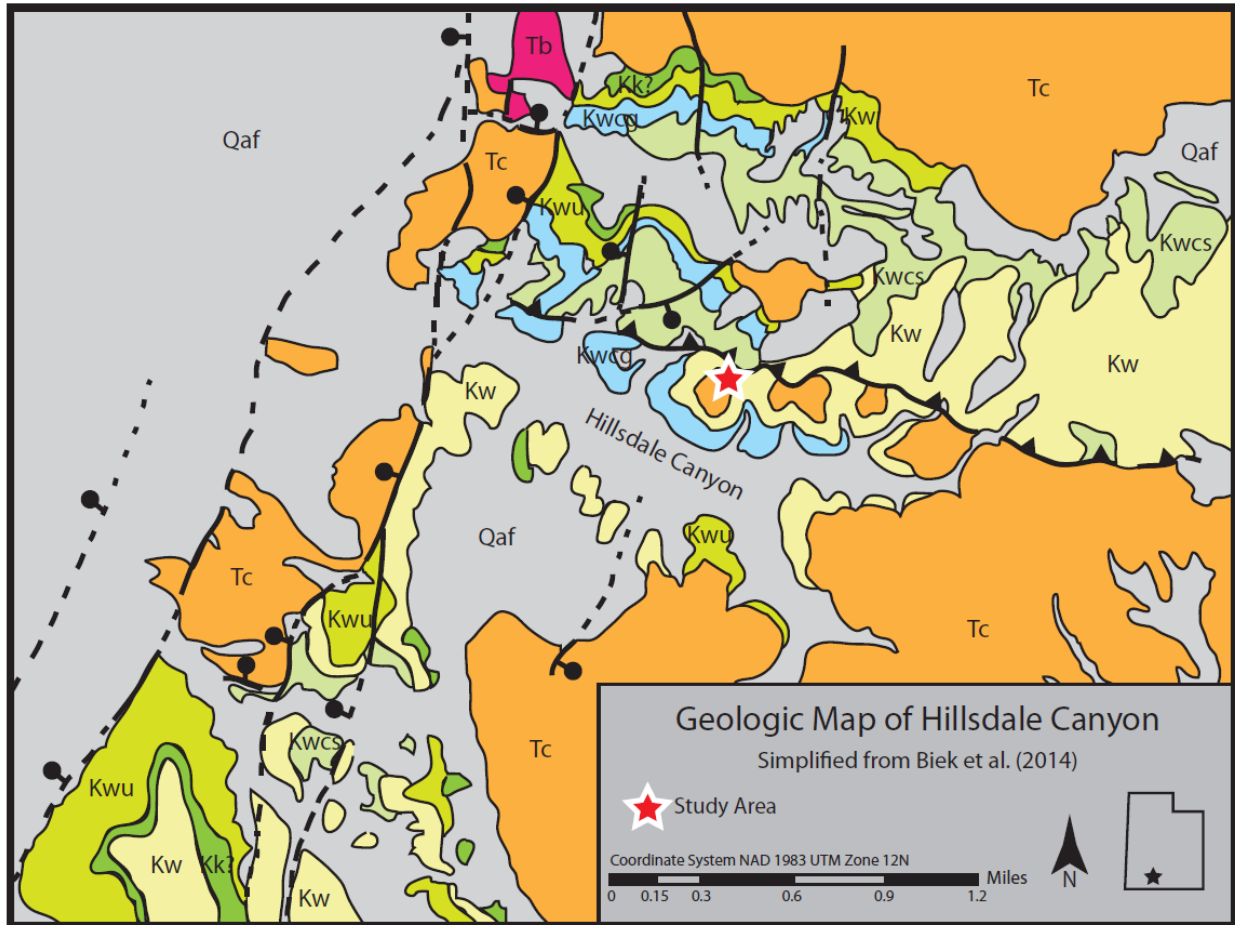 Tb
Kk?
Tc
Kwcg
Kw
Qaf
Qaf
Tc
Kwu
Kwcs
Kwcs
Kw
Kwcg
Kw
Kw
Hillsdale Canyon
Qaf
Kwu
Tc
Kwu
Tc
Kwcs
Tc
Kwu
Kw
Kk?
Kw
Geologic Map of Hillsdale Canyon
Simplified from Biek et al. (2014)
Study Area
Coordinate System NAD 1983 UTM Zone 12N
Miles
0 0.15 0.3 0.6 0.9 1.2
N